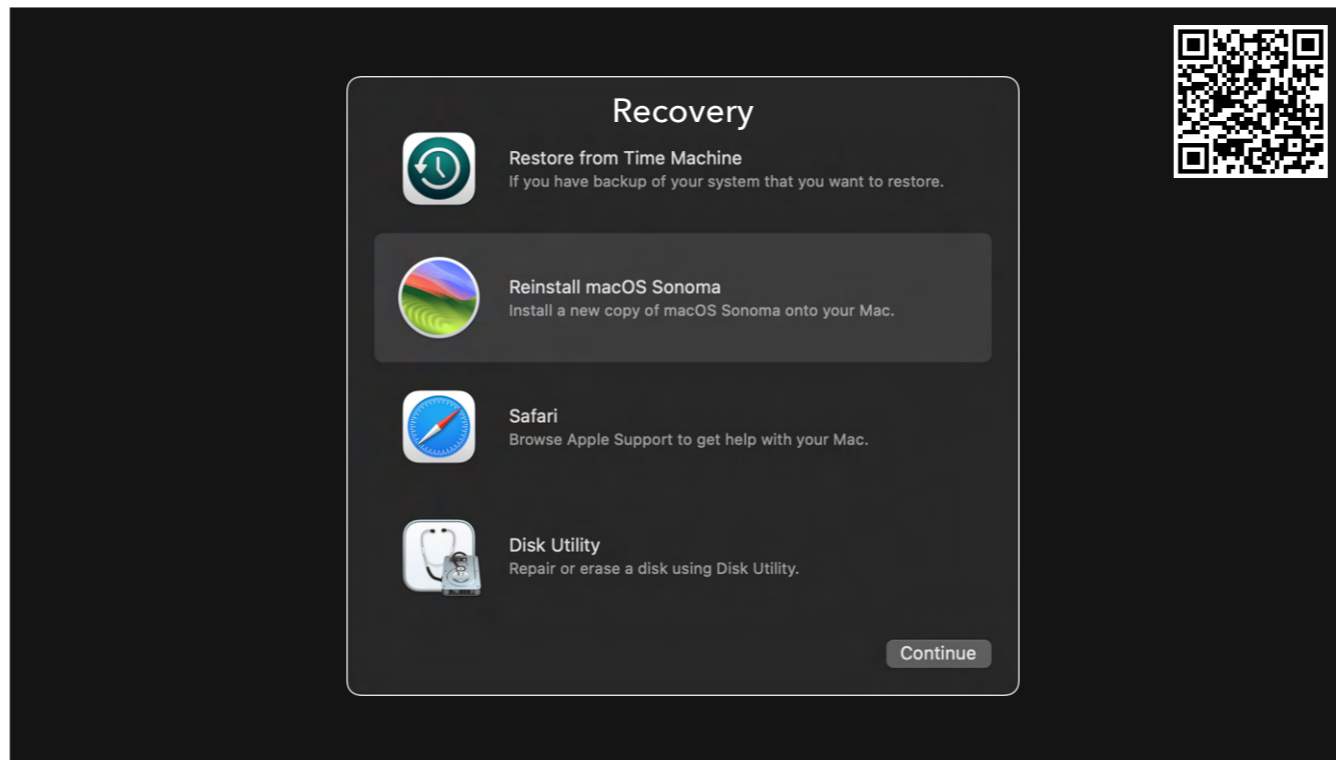 Recovery
Restore from Time Machine
If you have backup of your system that you want to restore.
Reinstall macOS Sonoma
Install a new copy of macOS Sonoma onto your Mac.
Safari
Browse Apple Support to get help with your Mac.
Disk Utility
Repair or erase a disk using Disk Utility.
Continue